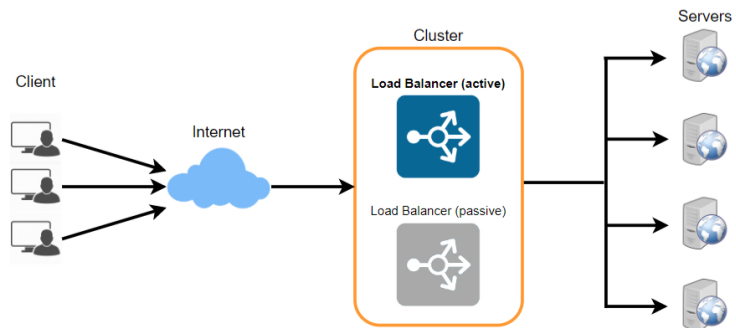 Servers
Cluster
Client
Load Balancer (active)
Internet
Load Balancer (passive)